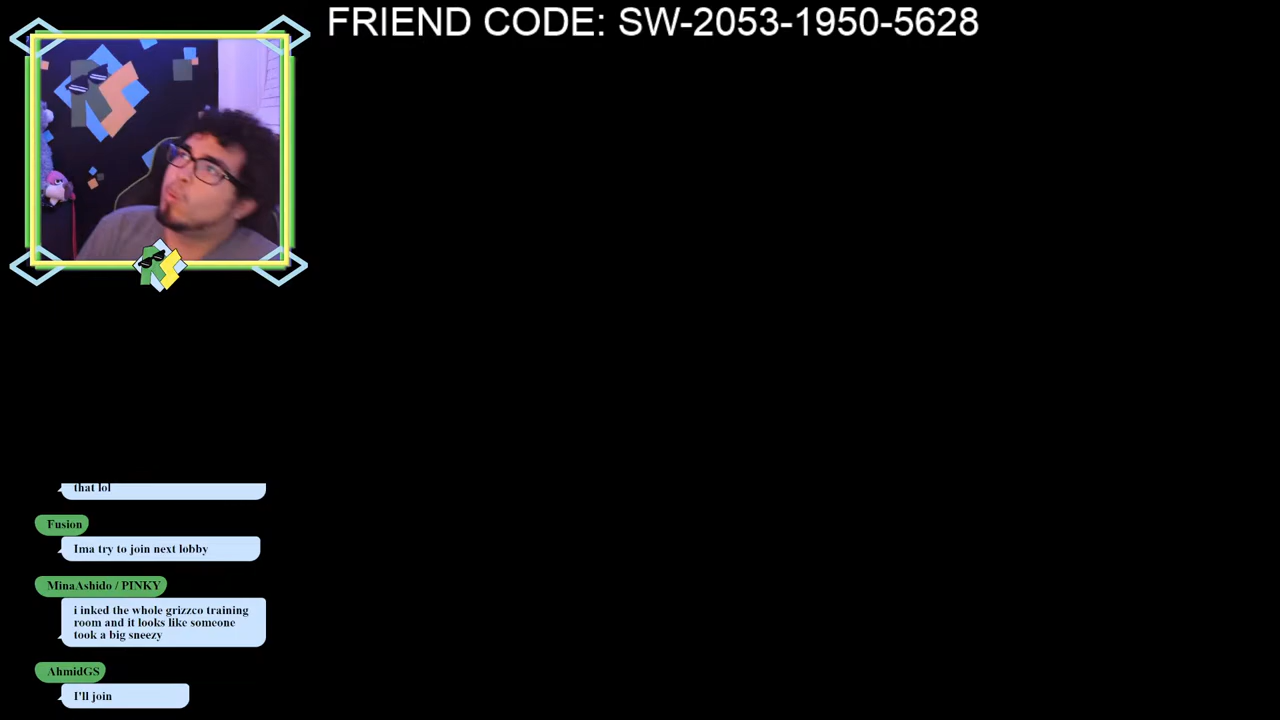 FRIEND CODE: SW-2053-1950-5628
that lol
Fusion
Ima try to join next lobby
MinaAshido / PINKY
i inked the whole grizzco training
room and it looks like someone
took a big sneezy
AhmidGS
I'll join